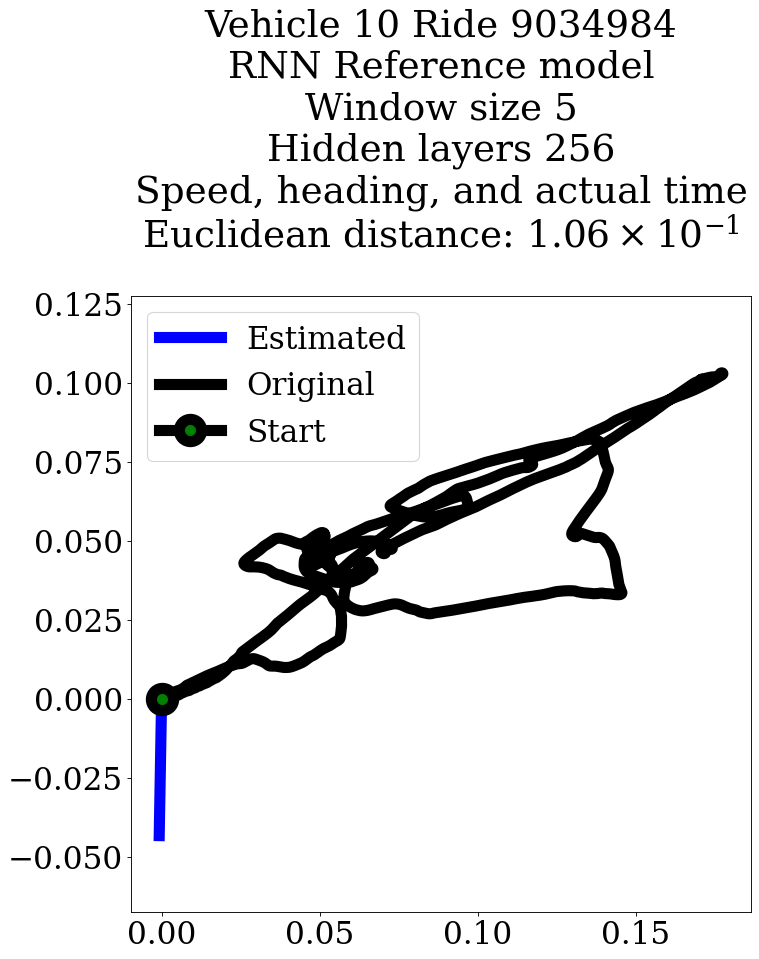 Vehicle 10 Ride 9034984
RNN Reference model
Window size 5
Hidden layers 256
Speed, heading, and actual time
Euclidean distance: 1.06 × 10⁻¹
0.125
0.100
0.075
0.050
0.025
0.000
−0.025
−0.050
Estimated
Original
Start
0.00 0.05 0.10 0.15